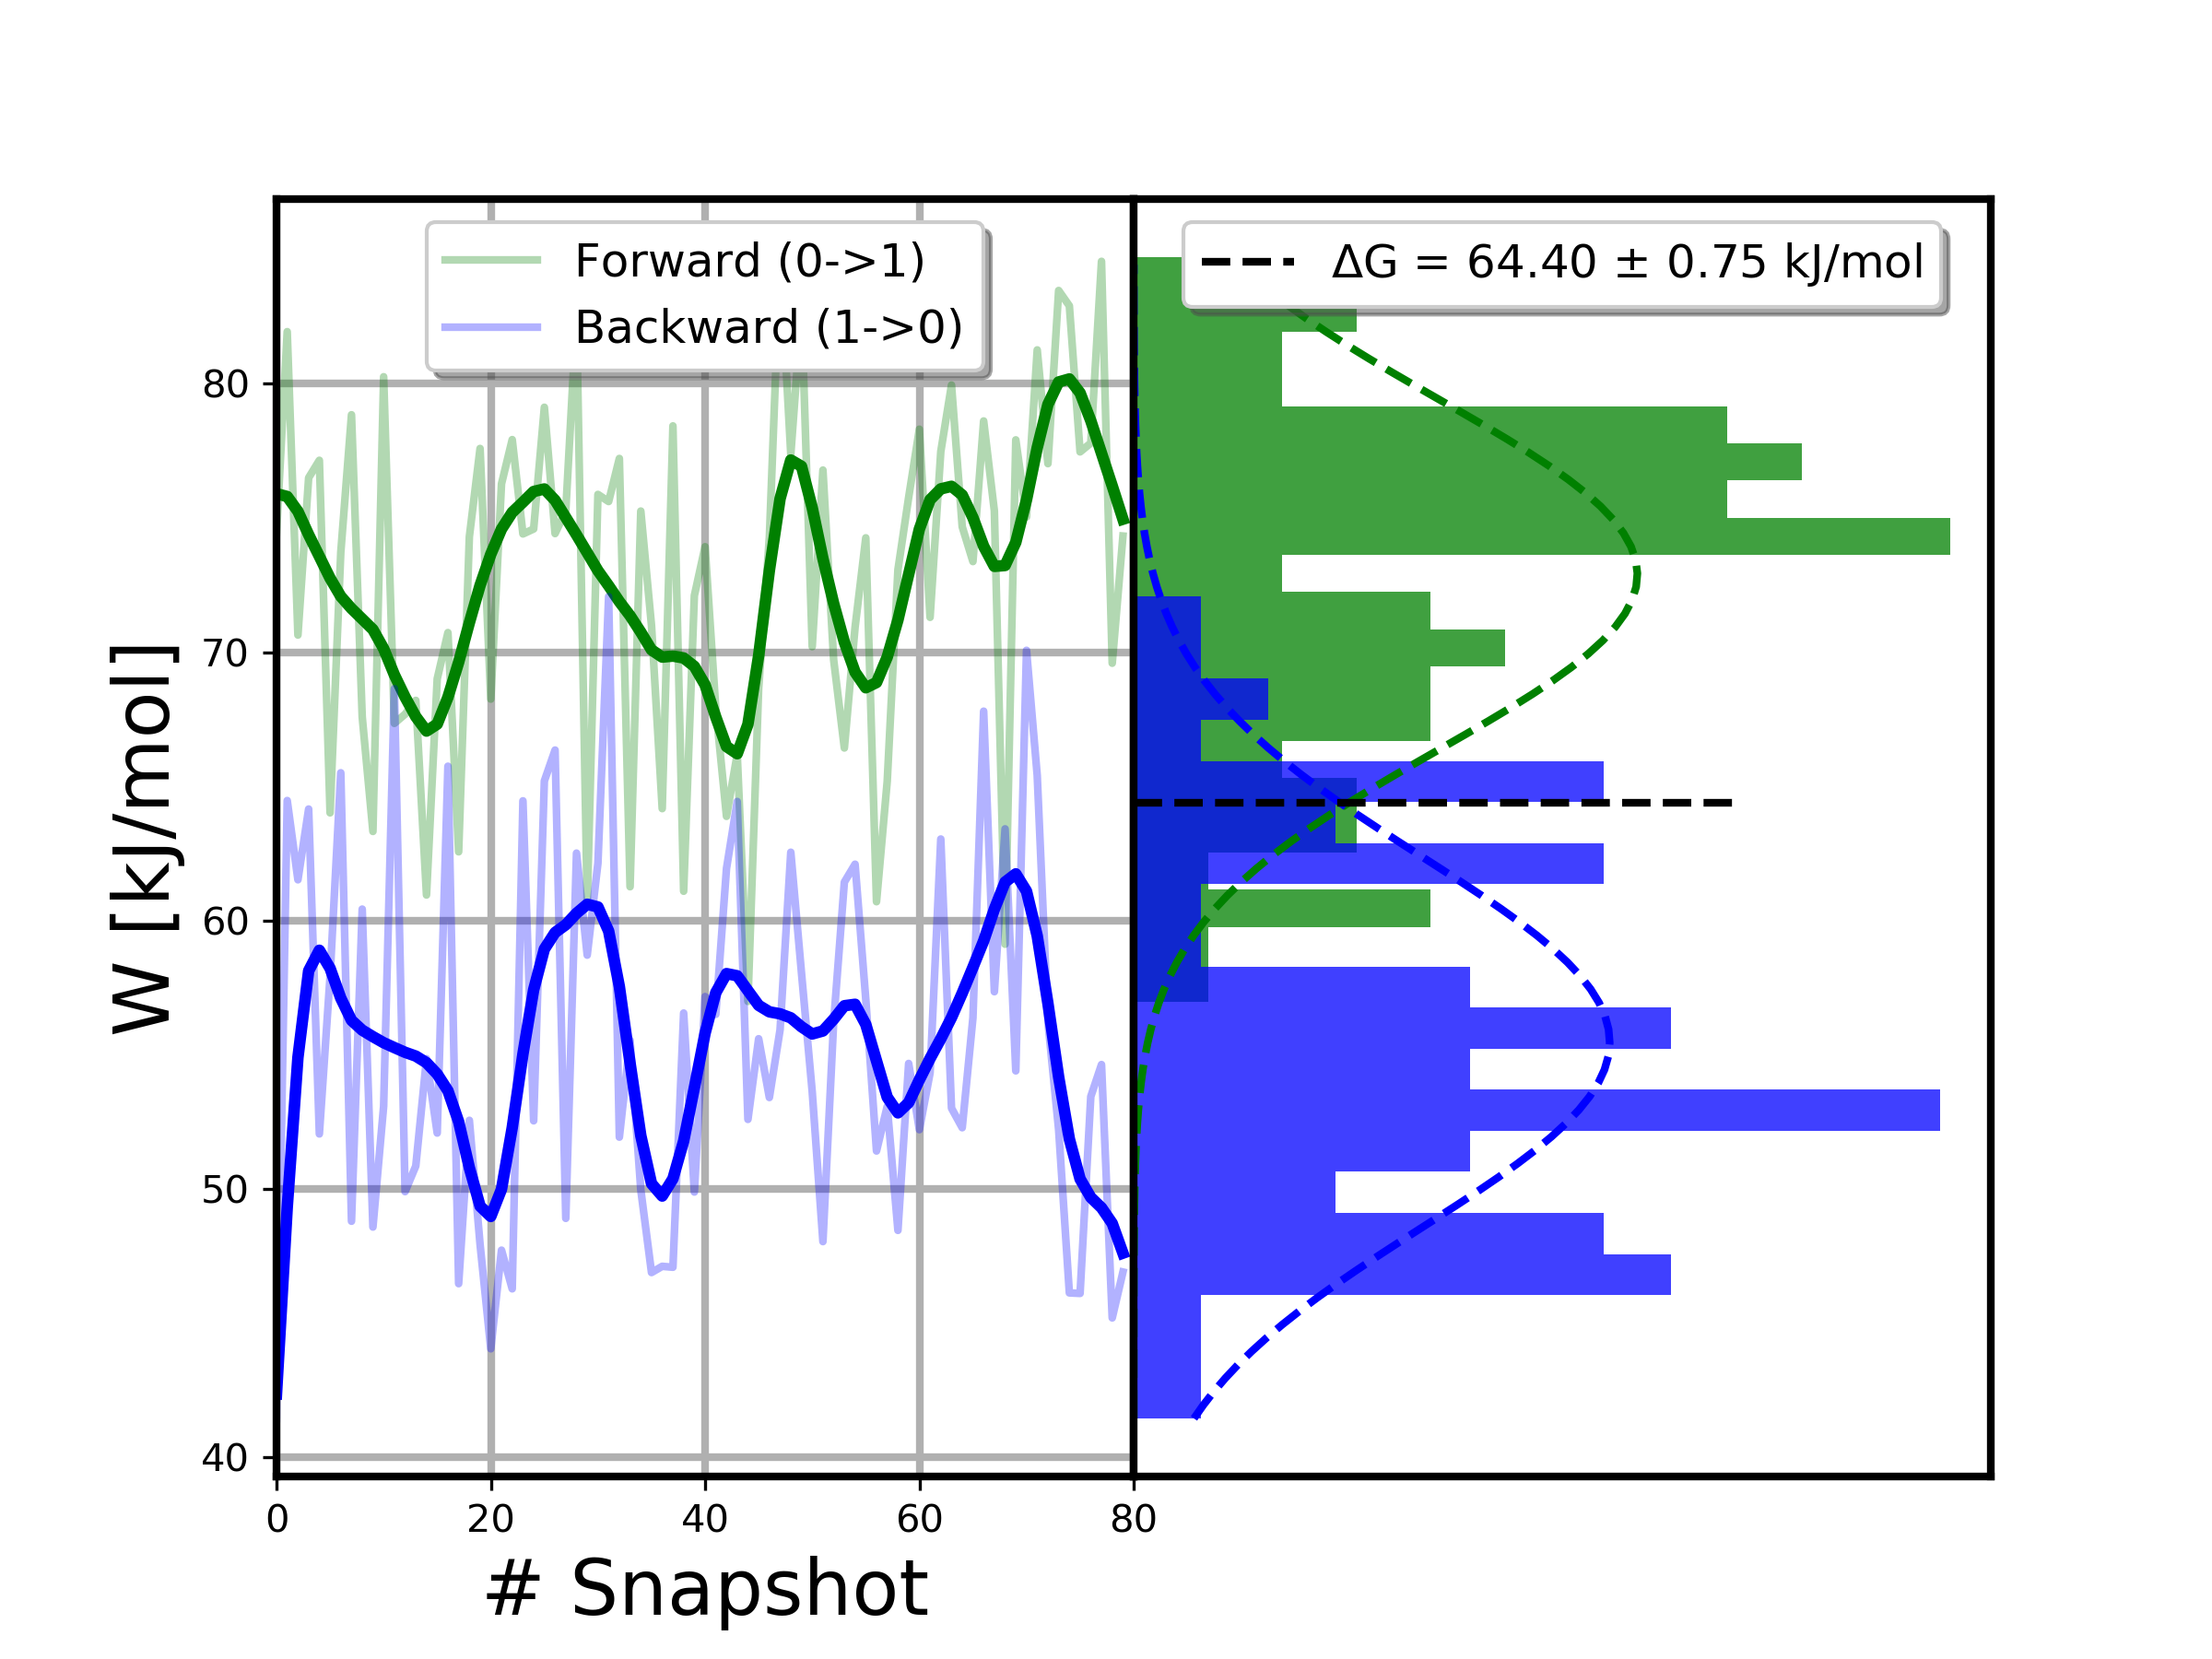 Forward (0->1)
Backward (1->0)
ΔG = 64.40 ± 0.75 kJ/mol
W [kJ/mol]
80
70
60
50
40
0 20 40 60 80
# Snapshot